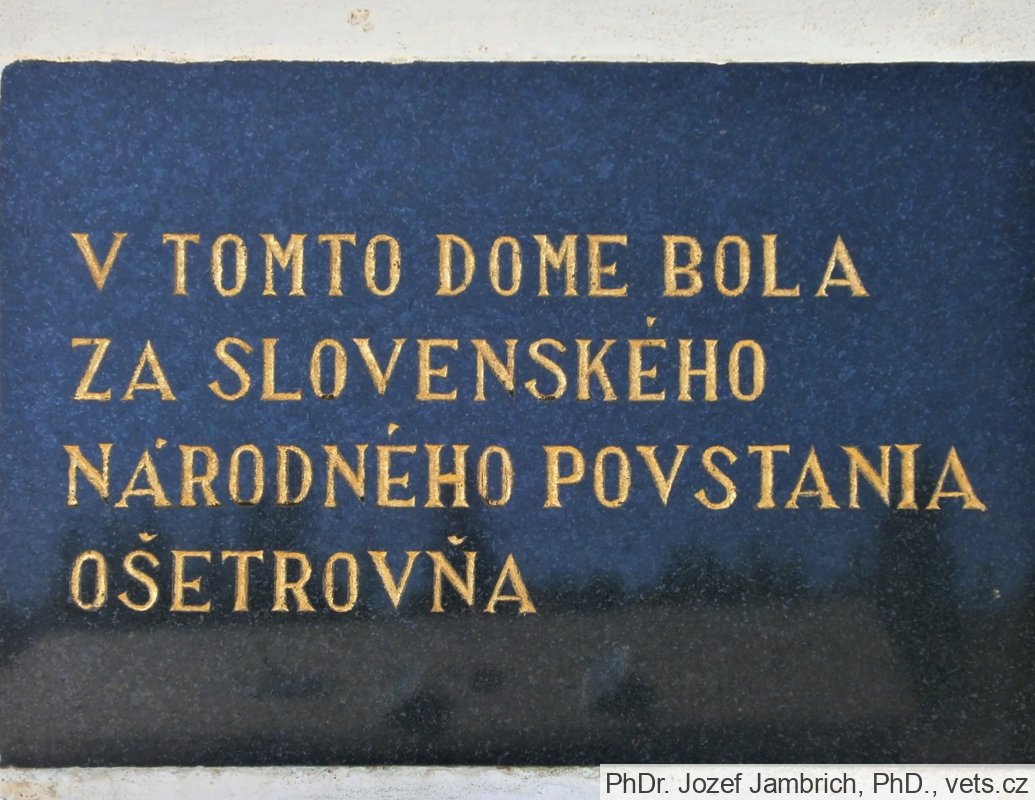 V TOMTO DOME BOLA
ZA SLOVENSKÉHO
NÁRODNÉHO POVSTANIA
OŠETROVŇA
PhDr. Jozef Jambrich, PhD., vets.cz